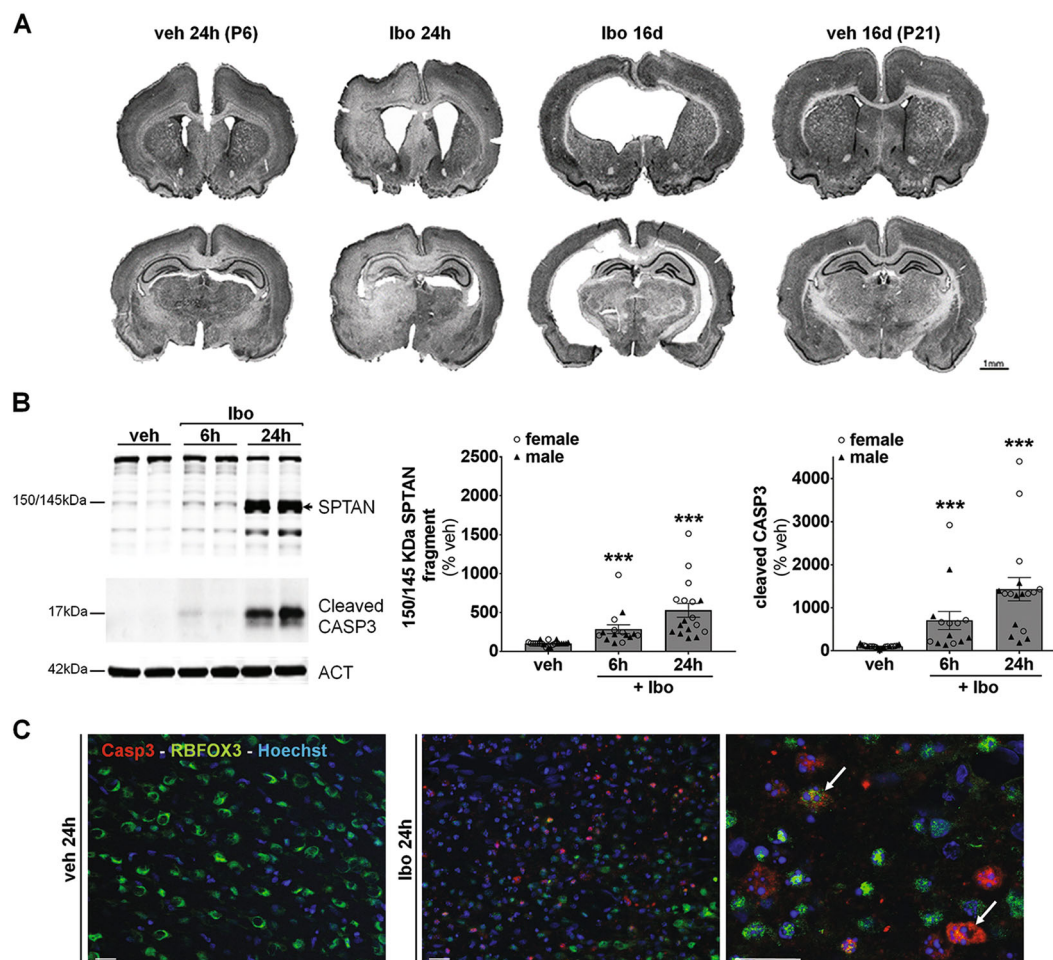 A
veh 24h (P6)
Ibo 24h
Ibo 16d
veh 16d (P21)
1mm
B
Ibo
veh
6h
24h
150/145kDa
SPTAN
17kDa
Cleaved
CASP3
42kDa
ACT
○ female
▲ male
150/145 KDa SPTAN
fragment
(% veh)
2500
2000
1500
1000
500
0
***
***
veh
6h
24h
+ Ibo
○ female
▲ male
cleaved CASP3
(% veh)
4000
3000
2000
1000
0
***
***
veh
6h
24h
+ Ibo
C
veh 24h
Casp3 - RBFOX3 - Hoechst
Ibo 24h